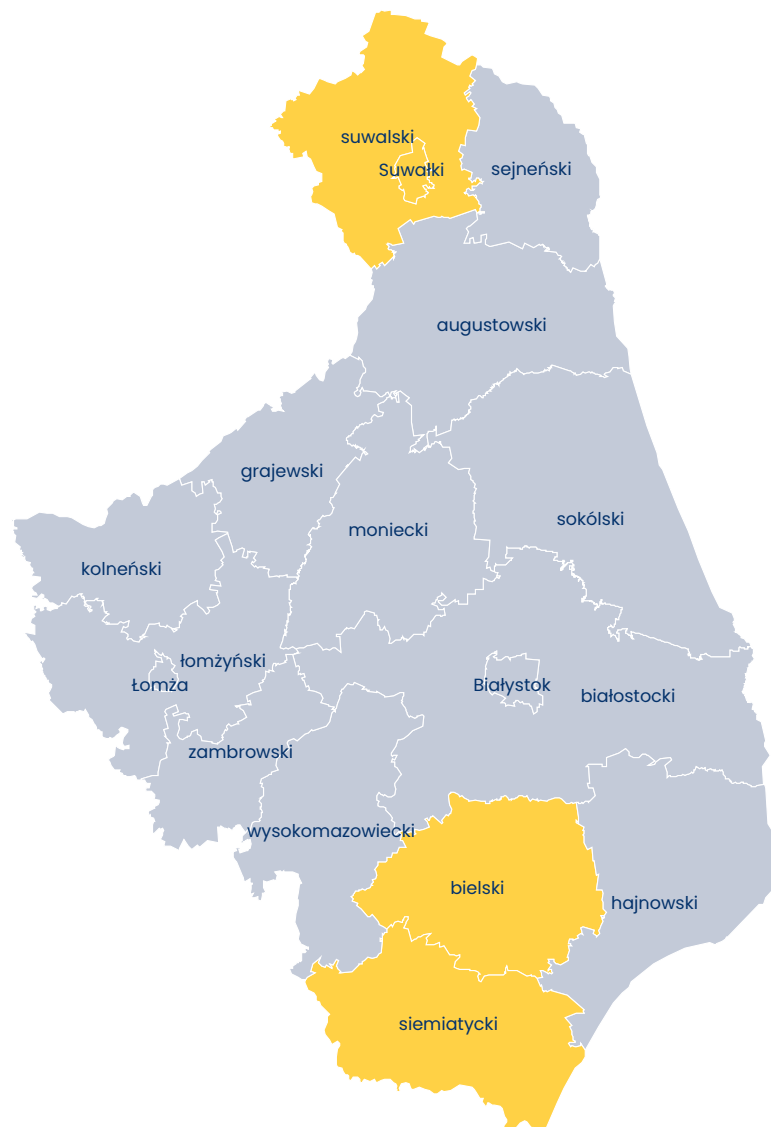 suwalski
Suwałki
sejneński
augustowski
grajewski
sokólski
moniecki
kolneński
łomżyński
Łomża
Białystok
białostocki
zambrowski
wysokomazowiecki
bielski
hajnowski
siemiatycki